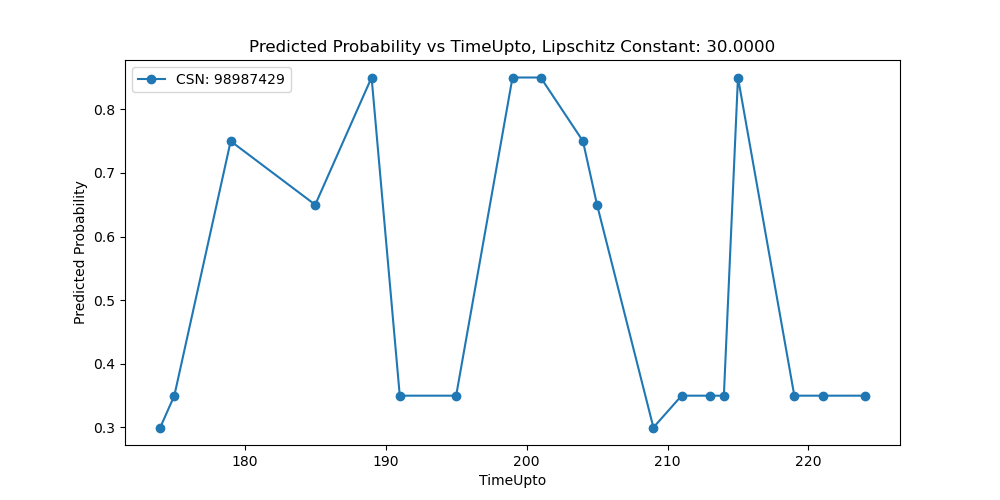 Predicted Probability vs TimeUpto, Lipschitz Constant: 30.0000
CSN: 98987429
Predicted Probability
0.8
0.7
0.6
0.5
0.4
0.3
180 190 200 210 220
TimeUpto